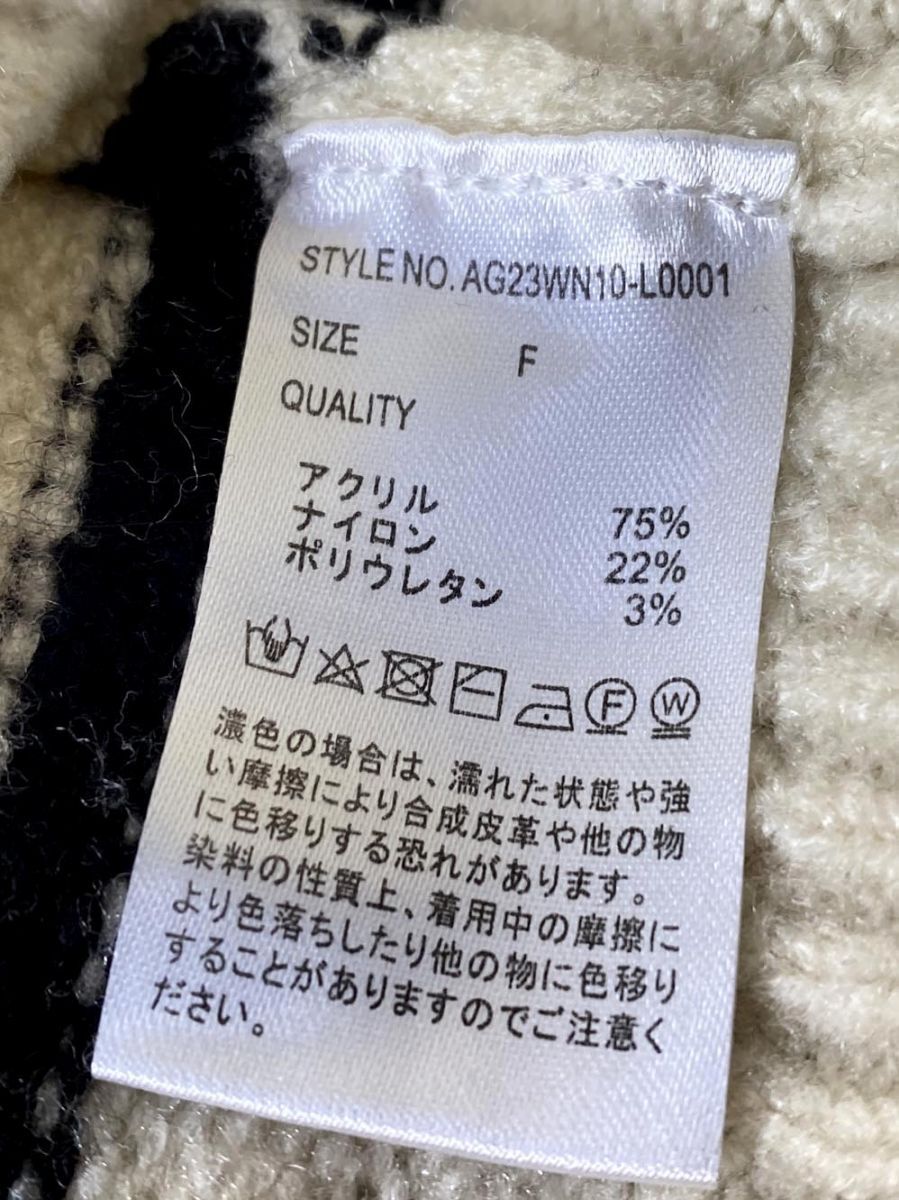 STYLE NO. AG23WN10-L0001
SIZE F
QUALITY
アクリル 75%
ナイロン 22%
ポリウレタン 3%
F W
濃色の場合は、濡れた状態や強
い摩擦により合成皮革や他の物
に色移りする恐れがあります。
染料の性質上、着用中の摩擦に
より色落ちしたり他の物に色移り
することがありますのでご注意く
ださい。